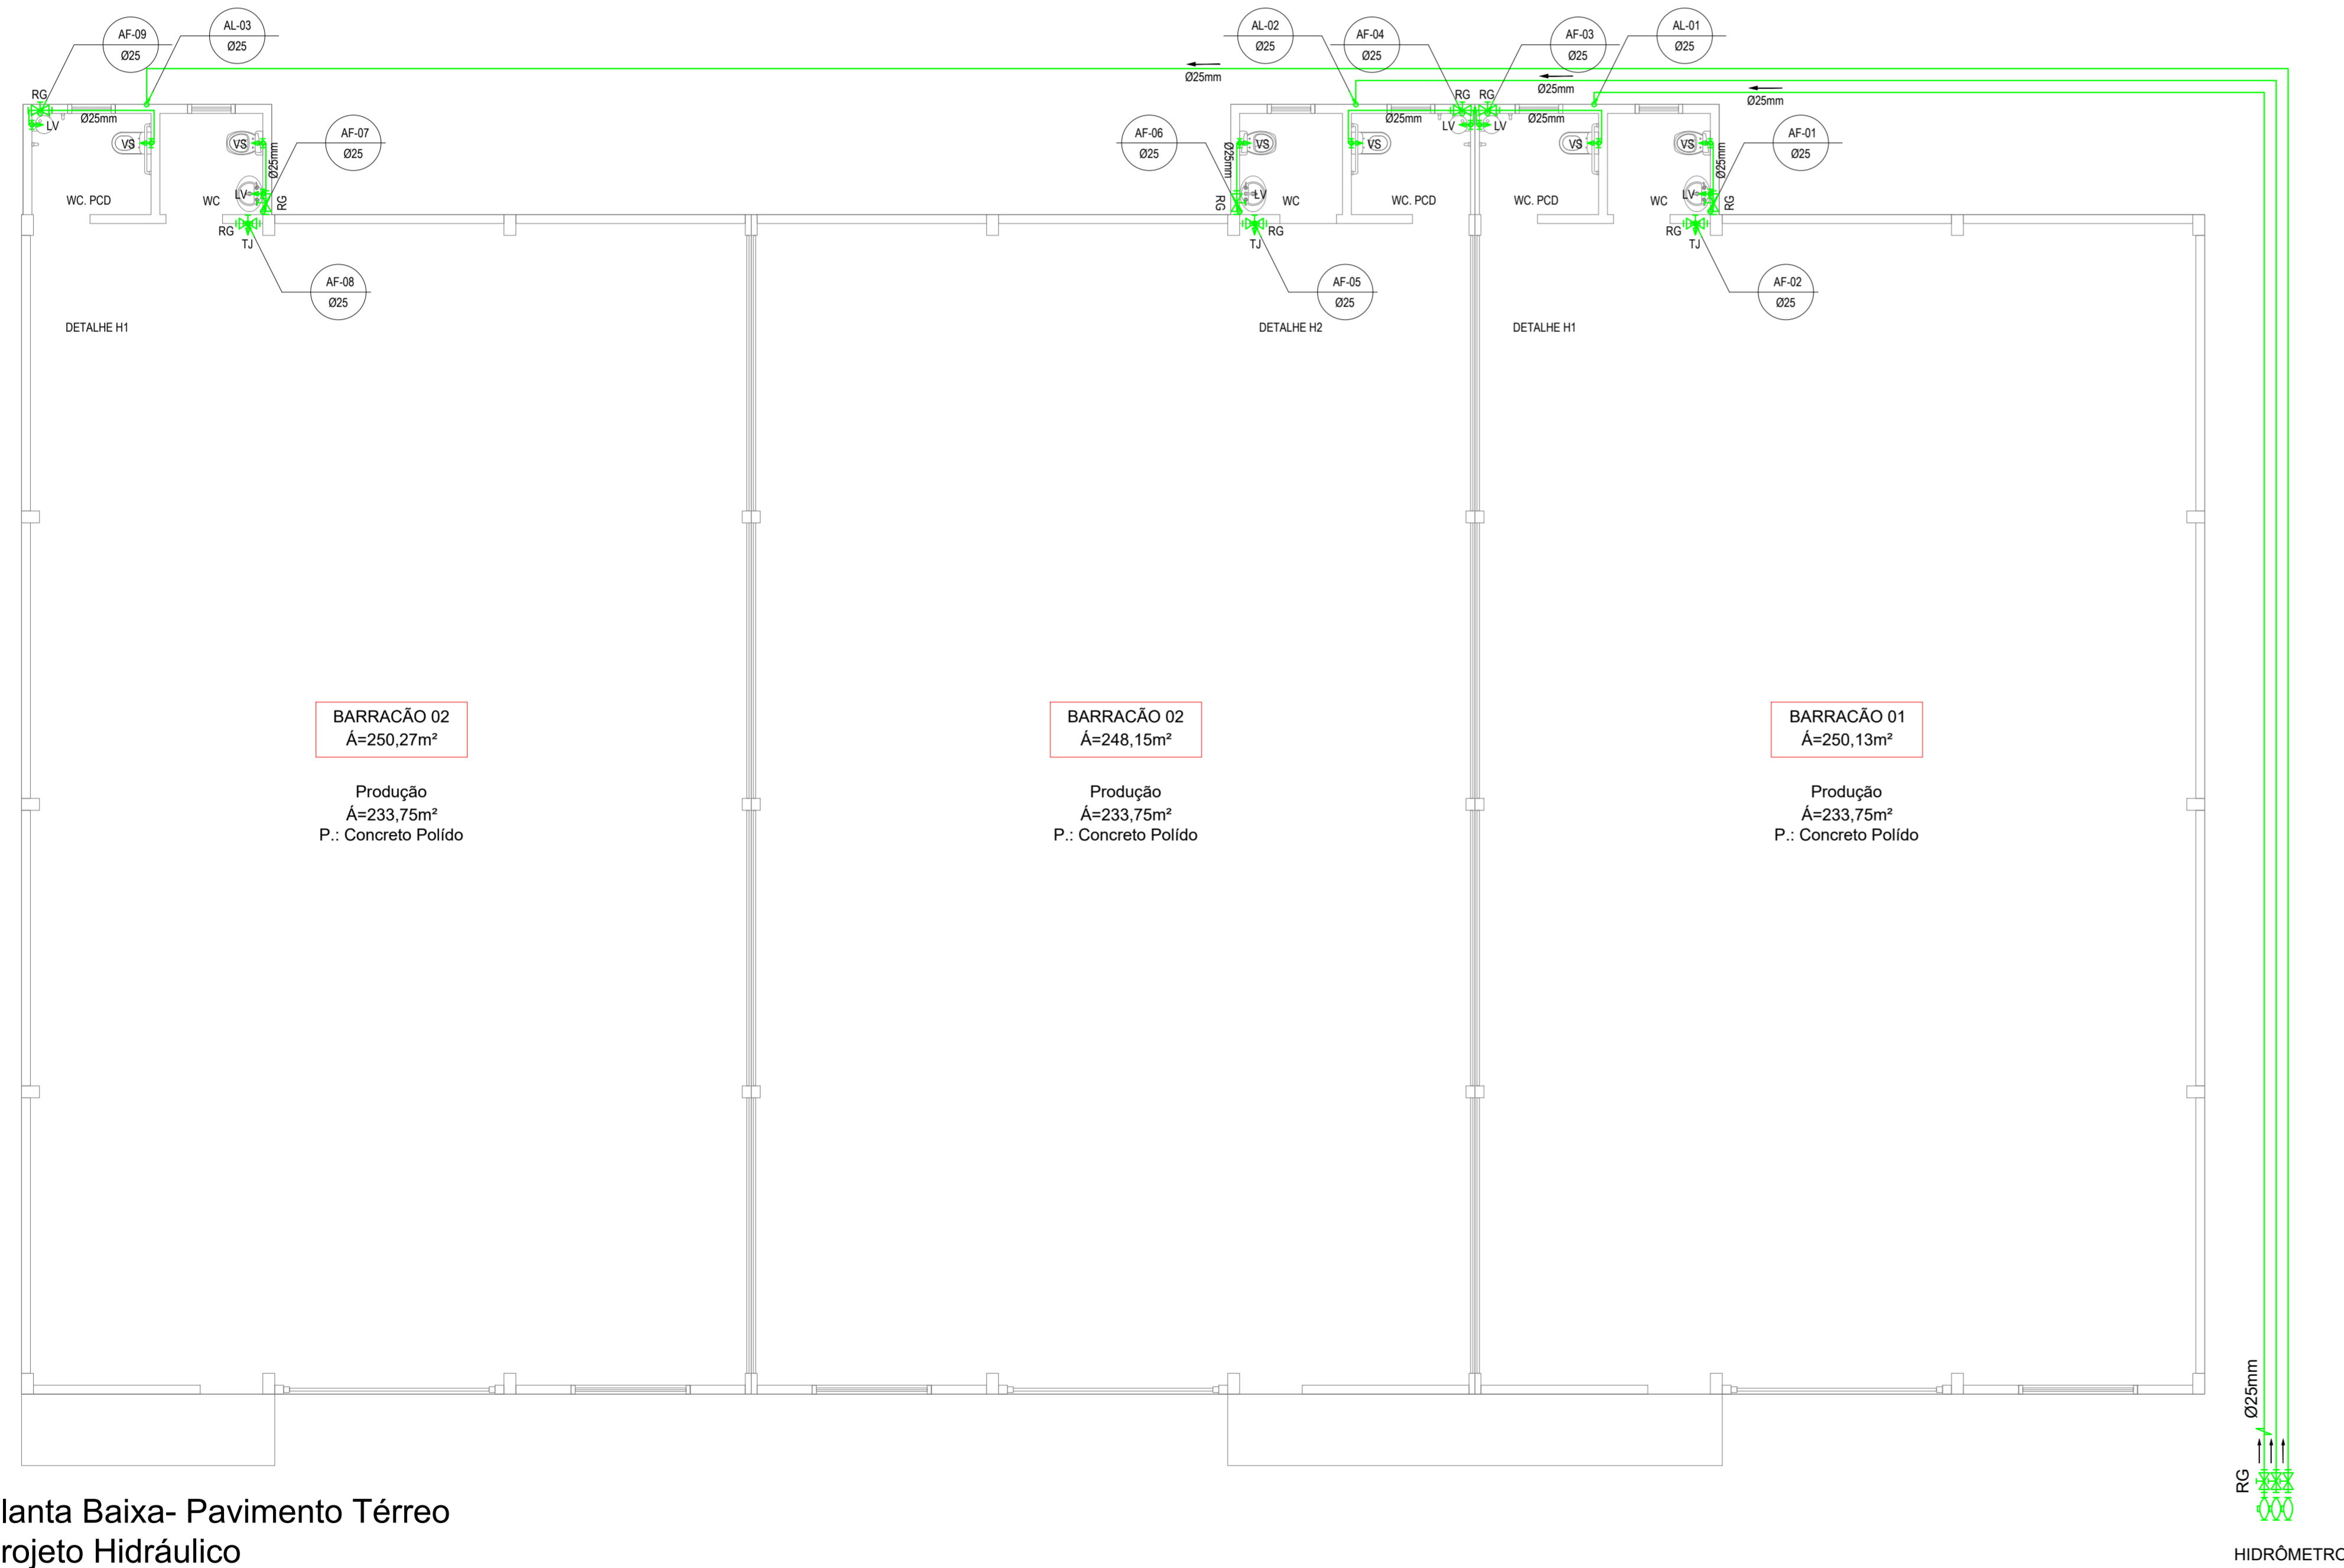 AF-09
Ø25
AL-03
Ø25
AL-02
Ø25
AF-04
Ø25
AF-03
Ø25
AL-01
Ø25
Ø25mm
Ø25mm
Ø25mm
RG
LV
Ø25mm
VS
VS
Ø25mm
AF-07
Ø25
WC. PCD
WC
LV
RG
RG
TJ
AF-08
Ø25
DETALHE H1
AF-06
Ø25
Ø25mm
VS
LV
RG
WC
RG
TJ
AF-05
Ø25
VS
Ø25mm
RG
LV
WC. PCD
DETALHE H2
RG
LV
Ø25mm
VS
WC. PCD
VS
Ø25mm
LV
WC
RG
RG
TJ
AF-01
Ø25
AF-02
Ø25
DETALHE H1
BARRACÃO 02
Á=250,27m²
Produção
Á=233,75m²
P.: Concreto Polído
BARRACÃO 02
Á=248,15m²
Produção
Á=233,75m²
P.: Concreto Polído
BARRACÃO 01
Á=250,13m²
Produção
Á=233,75m²
P.: Concreto Polído
Ø25mm
RG
HIDRÔMETRO
lanta Baixa- Pavimento Térreo
rojeto Hidráulico